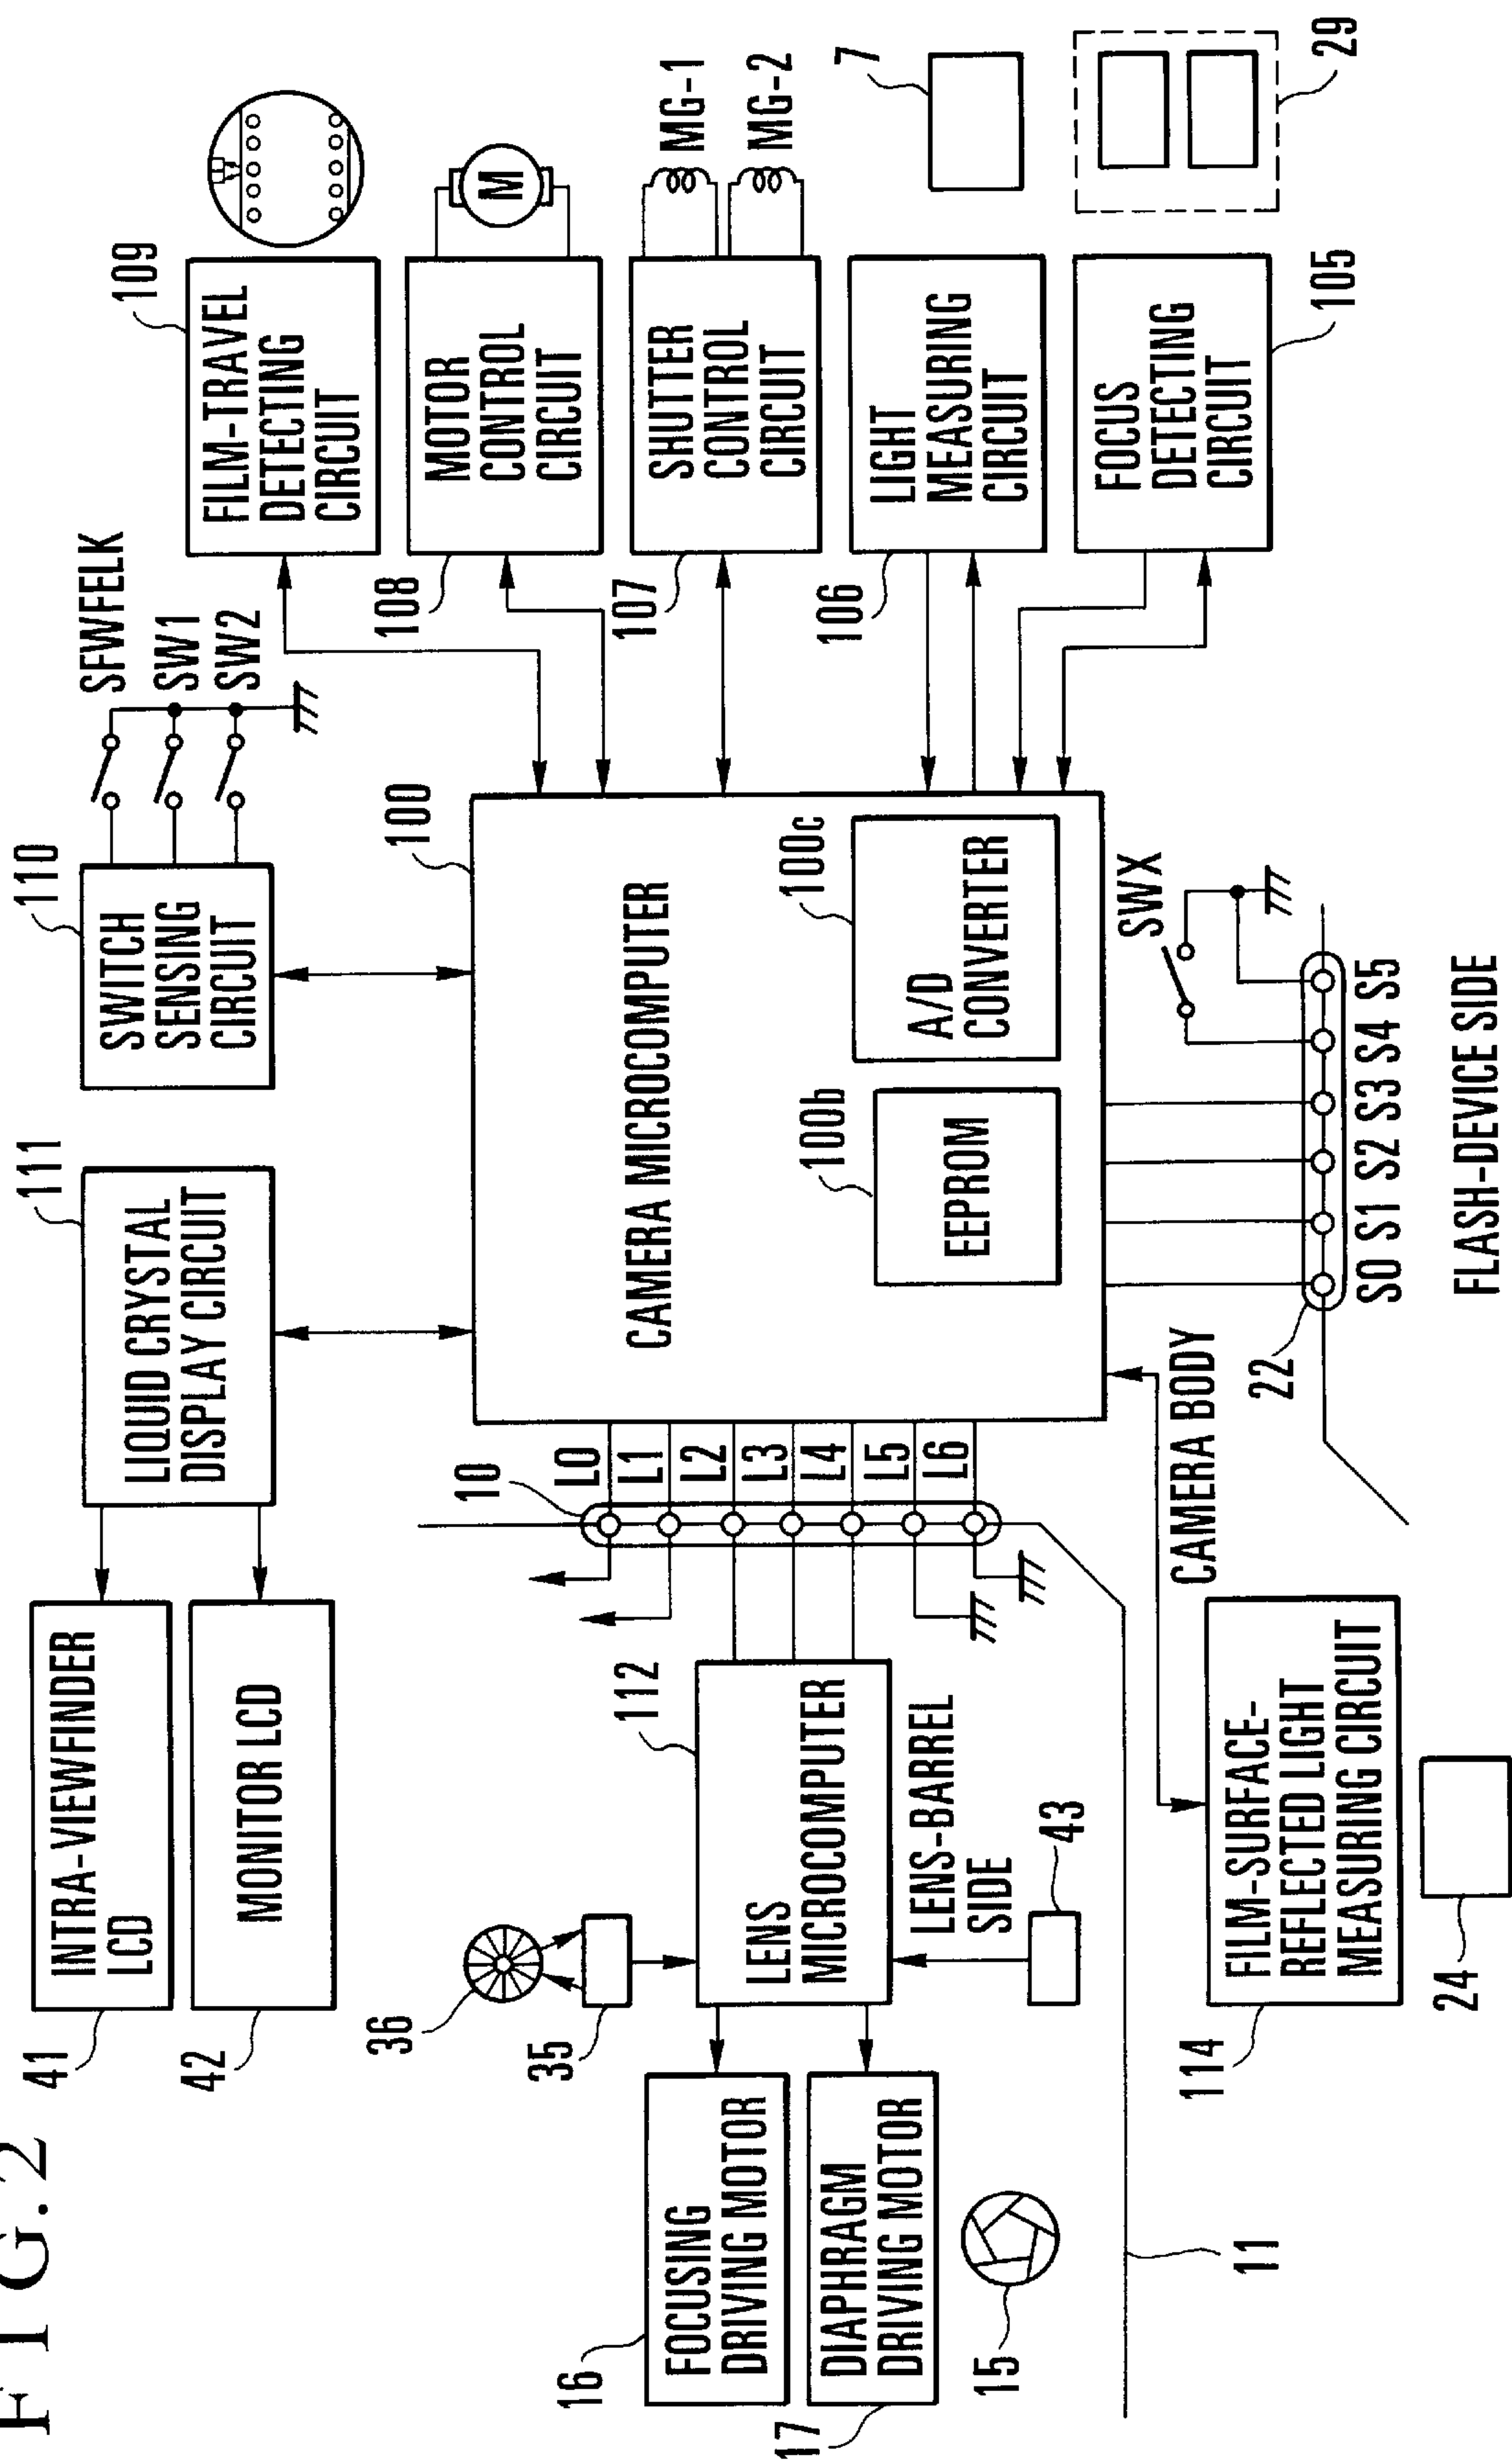 FIG.2
41
INTRA-VIEWFINDER
LCD
42
MONITOR LCD
111
LIQUID CRYSTAL
DISPLAY CIRCUIT
110
SWITCH
SENSING
CIRCUIT
SFWFELK
SW1
SW2
109
FILM-TRAVEL
DETECTING
CIRCUIT
108
MOTOR
CONTROL
CIRCUIT
M
107
SHUTTER
CONTROL
CIRCUIT
MG-1
MG-2
106
LIGHT
MEASURING
CIRCUIT
7
FOCUS
DETECTING
CIRCUIT
105
29
100
CAMERA MICROCOMPUTER
100b
EEPROM
100c
A/D
CONVERTER
10
L0
L1
L2
L3
L4
L5
L6
36
35
112
LENS
MICROCOMPUTER
LENS-BARREL
SIDE
43
16
FOCUSING
DRIVING MOTOR
17
DIAPHRAGM
DRIVING MOTOR
15
11
CAMERA BODY
114
FILM-SURFACE-
REFLECTED LIGHT
MEASURING CIRCUIT
24
SWX
22
S0 S1 S2 S3 S4 S5
FLASH-DEVICE SIDE